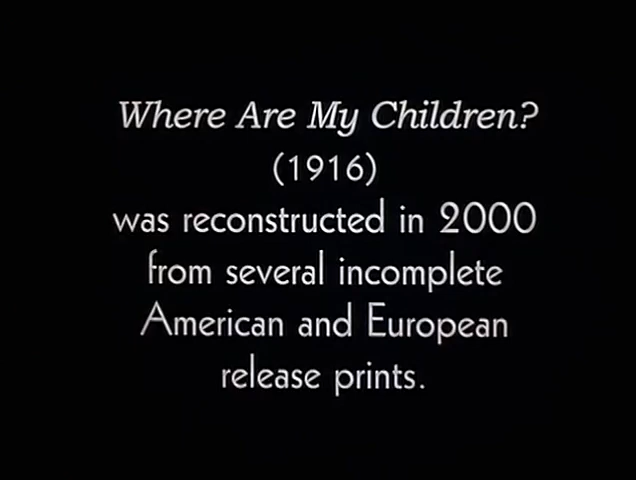 Where Are My Children?
(1916)
was reconstructed in 2000
from several incomplete
American and European
release prints.